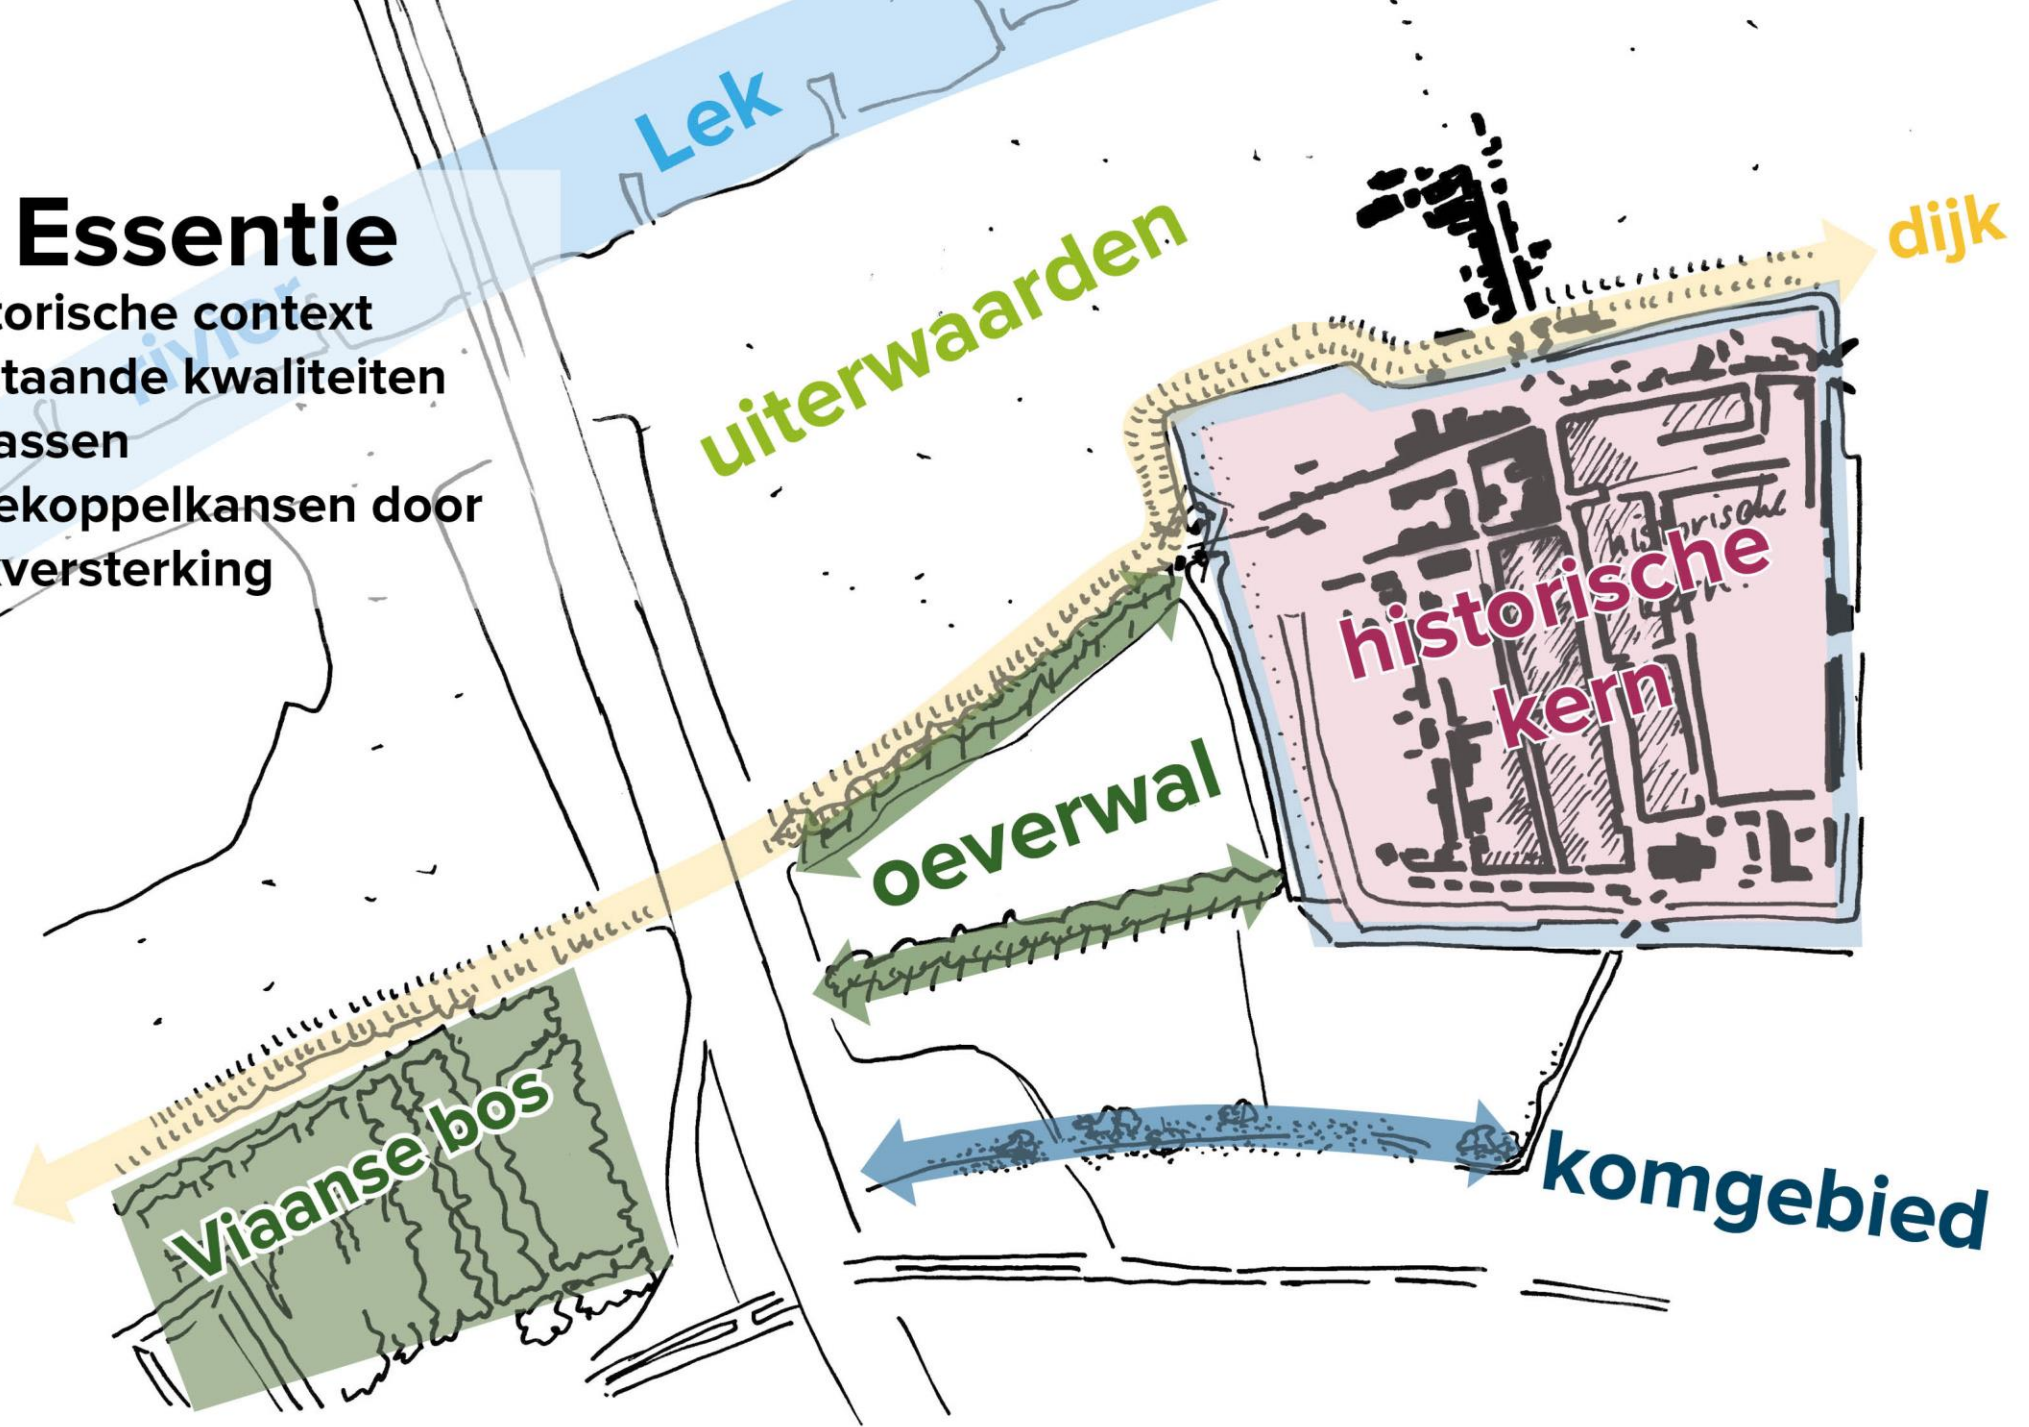 Lek
Essentie
rivier
torische context
taande kwaliteiten
assen
ekoppelkansen door
versterking
uiterwaarden
dijk
historische
historische
kern
oeverwal
Viaanse bos
komgebied